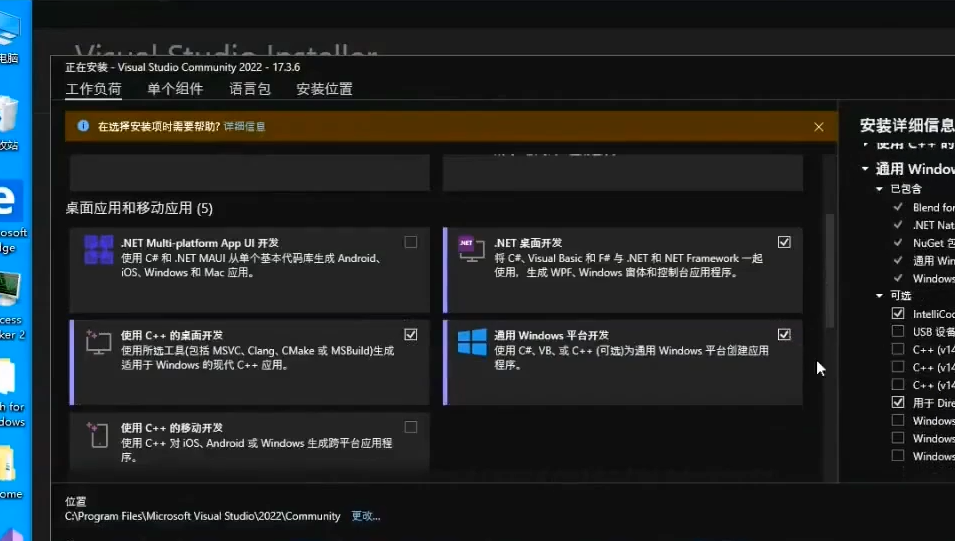 Visual Studio Installer
正在安装 - Visual Studio Community 2022 - 17.3.6
工作负荷 单个组件 语言包 安装位置
在选择安装项时需要帮助? 详细信息
桌面应用和移动应用 (5)
.NET Multi-platform App UI 开发
使用 C# 和 .NET MAUI 从单个基本代码库生成 Android、
iOS、Windows 和 Mac 应用。
.NET 桌面开发
将 C#、Visual Basic 和 F# 与 .NET 和 .NET Framework 一起
使用,生成 WPF、Windows 窗体和控制台应用程序。
使用 C++ 的桌面开发
使用所选工具(包括 MSVC、Clang、CMake 或 MSBuild)生成
适用于 Windows 的现代 C++ 应用。
通用 Windows 平台开发
使用 C#、VB、或 C++ (可选)为通用 Windows 平台创建应用
程序。
使用 C++ 的移动开发
使用 C++ 对 iOS、Android 或 Windows 生成跨平台应用程
序。
位置
C:\Program Files\Microsoft Visual Studio\2022\Community 更改...
安装详细信息
使用 C++ 的
通用 Window
已包含
Blend for
.NET Nat
NuGet 包
通用 Win
Windows
可选
IntelliCod
USB 设备
C++ (v14
C++ (v14
C++ (v14
用于 Dire
Windows
Windows
Windows
电脑
收站
e
osoft
dge
cess
ker 2
h for
dows
ome